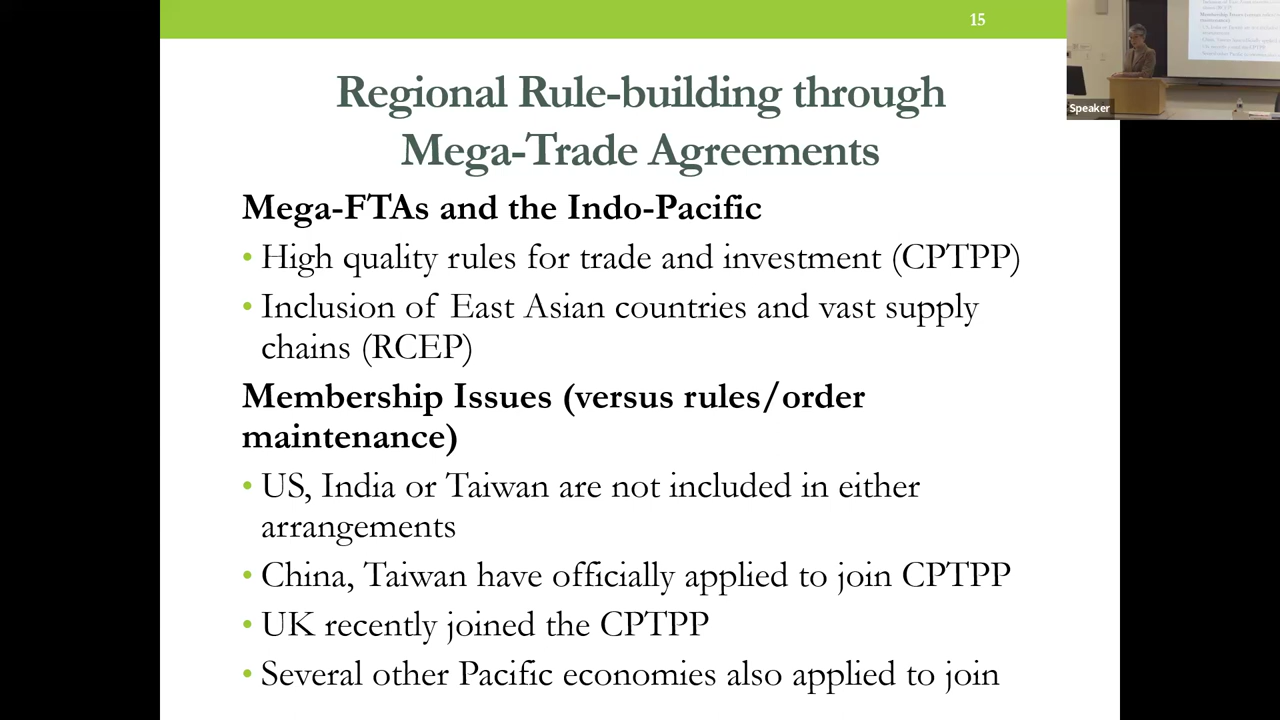 15
Regional Rule-building through
Mega-Trade Agreements
Mega-FTAs and the Indo-Pacific
• High quality rules for trade and investment (CPTPP)
• Inclusion of East Asian countries and vast supply
chains (RCEP)
Membership Issues (versus rules/order
maintenance)
• US, India or Taiwan are not included in either
arrangements
• China, Taiwan have officially applied to join CPTPP
• UK recently joined the CPTPP
• Several other Pacific economies also applied to join
Speaker